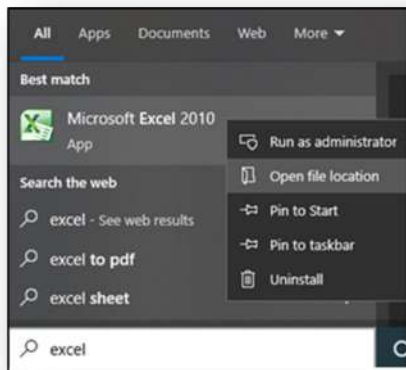 All Apps Documents Web More
Best match
Microsoft Excel 2010
App
Run as administrator
Open file location
Pin to Start
Pin to taskbar
Uninstall
Search the web
excel - See web results
excel to pdf
excel sheet
excel